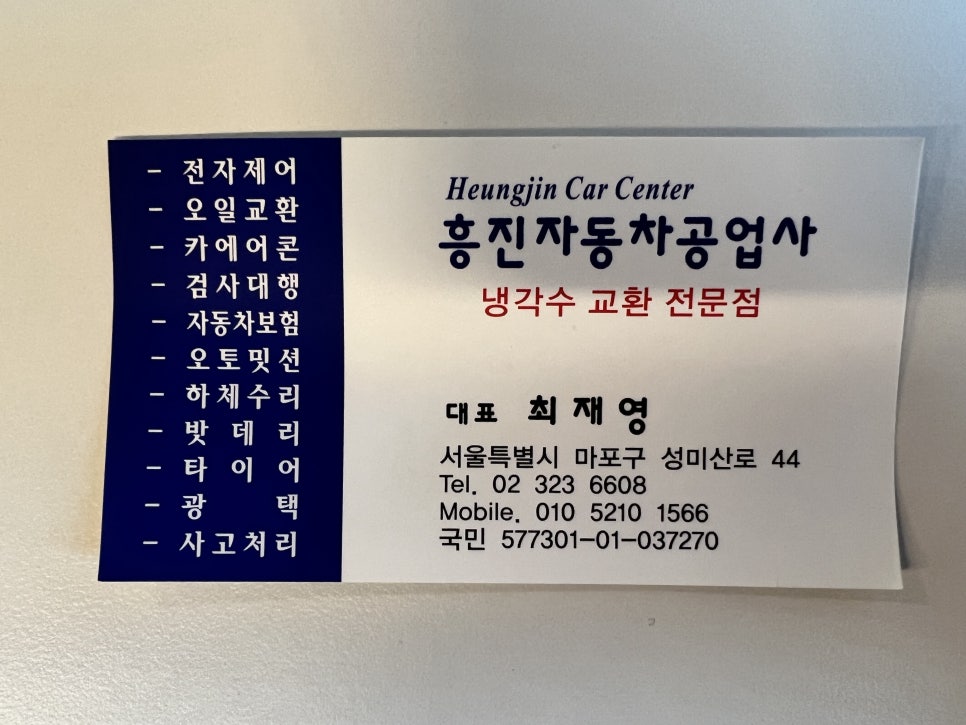 - 전자제어
- 오일교환
- 카에어콘
- 검사대행
- 자동차보험
- 오토밋션
- 하체수리
- 밧데리
- 타이어
- 광택
- 사고처리
Heungjin Car Center
흥진자동차공업사
냉각수 교환 전문점
대표 최재영
서울특별시 마포구 성미산로 44
Tel. 02 323 6608
Mobile. 010 5210 1566
국민 577301-01-037270